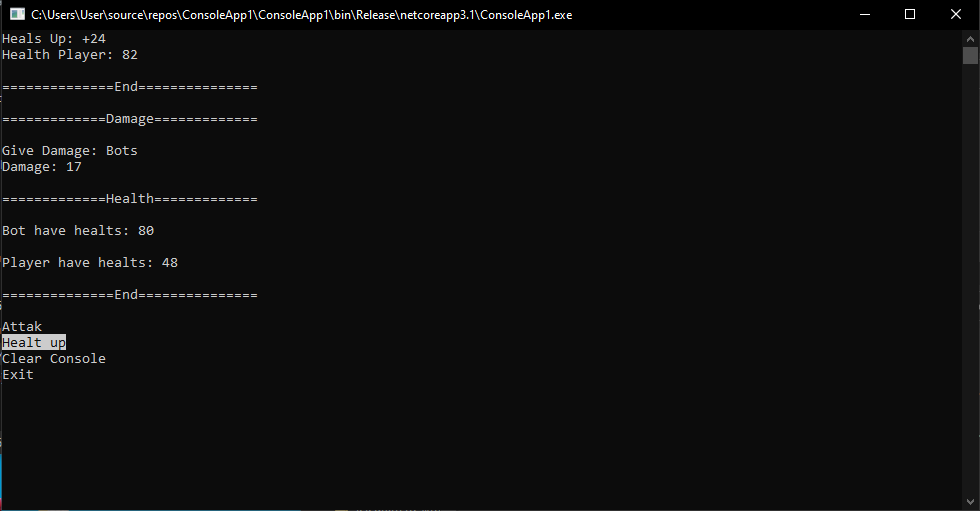 C:\Users\User\source\repos\ConsoleApp1\ConsoleApp1\bin\Release\netcoreapp3.1\ConsoleApp1.exe
Heals Up: +24
Health Player: 82
==============End===============
=============Damage=============
Give Damage: Bots
Damage: 17
=============Health=============
Bot have healts: 80
Player have healts: 48
==============End===============
Attak
Healt up
Clear Console
Exit